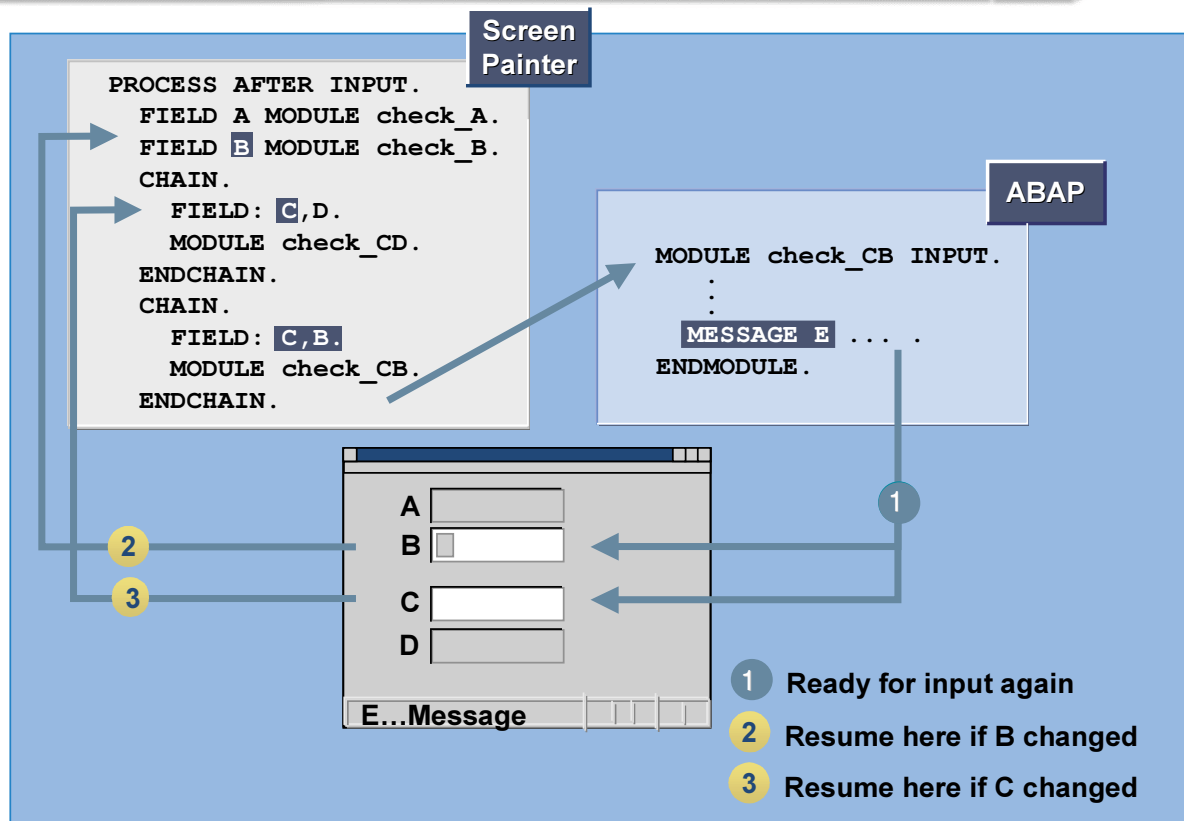 Screen
Painter
PROCESS AFTER INPUT.
FIELD A MODULE check_A.
FIELD B MODULE check_B.
CHAIN.
FIELD: C,D.
MODULE check_CD.
ENDCHAIN.
CHAIN.
FIELD: C,B.
MODULE check_CB.
ENDCHAIN.
ABAP
MODULE check_CB INPUT.
.
.
.
MESSAGE E ... .
ENDMODULE.
1
2
3
A
B
C
D
E…Message
1 Ready for input again
2 Resume here if B changed
3 Resume here if C changed